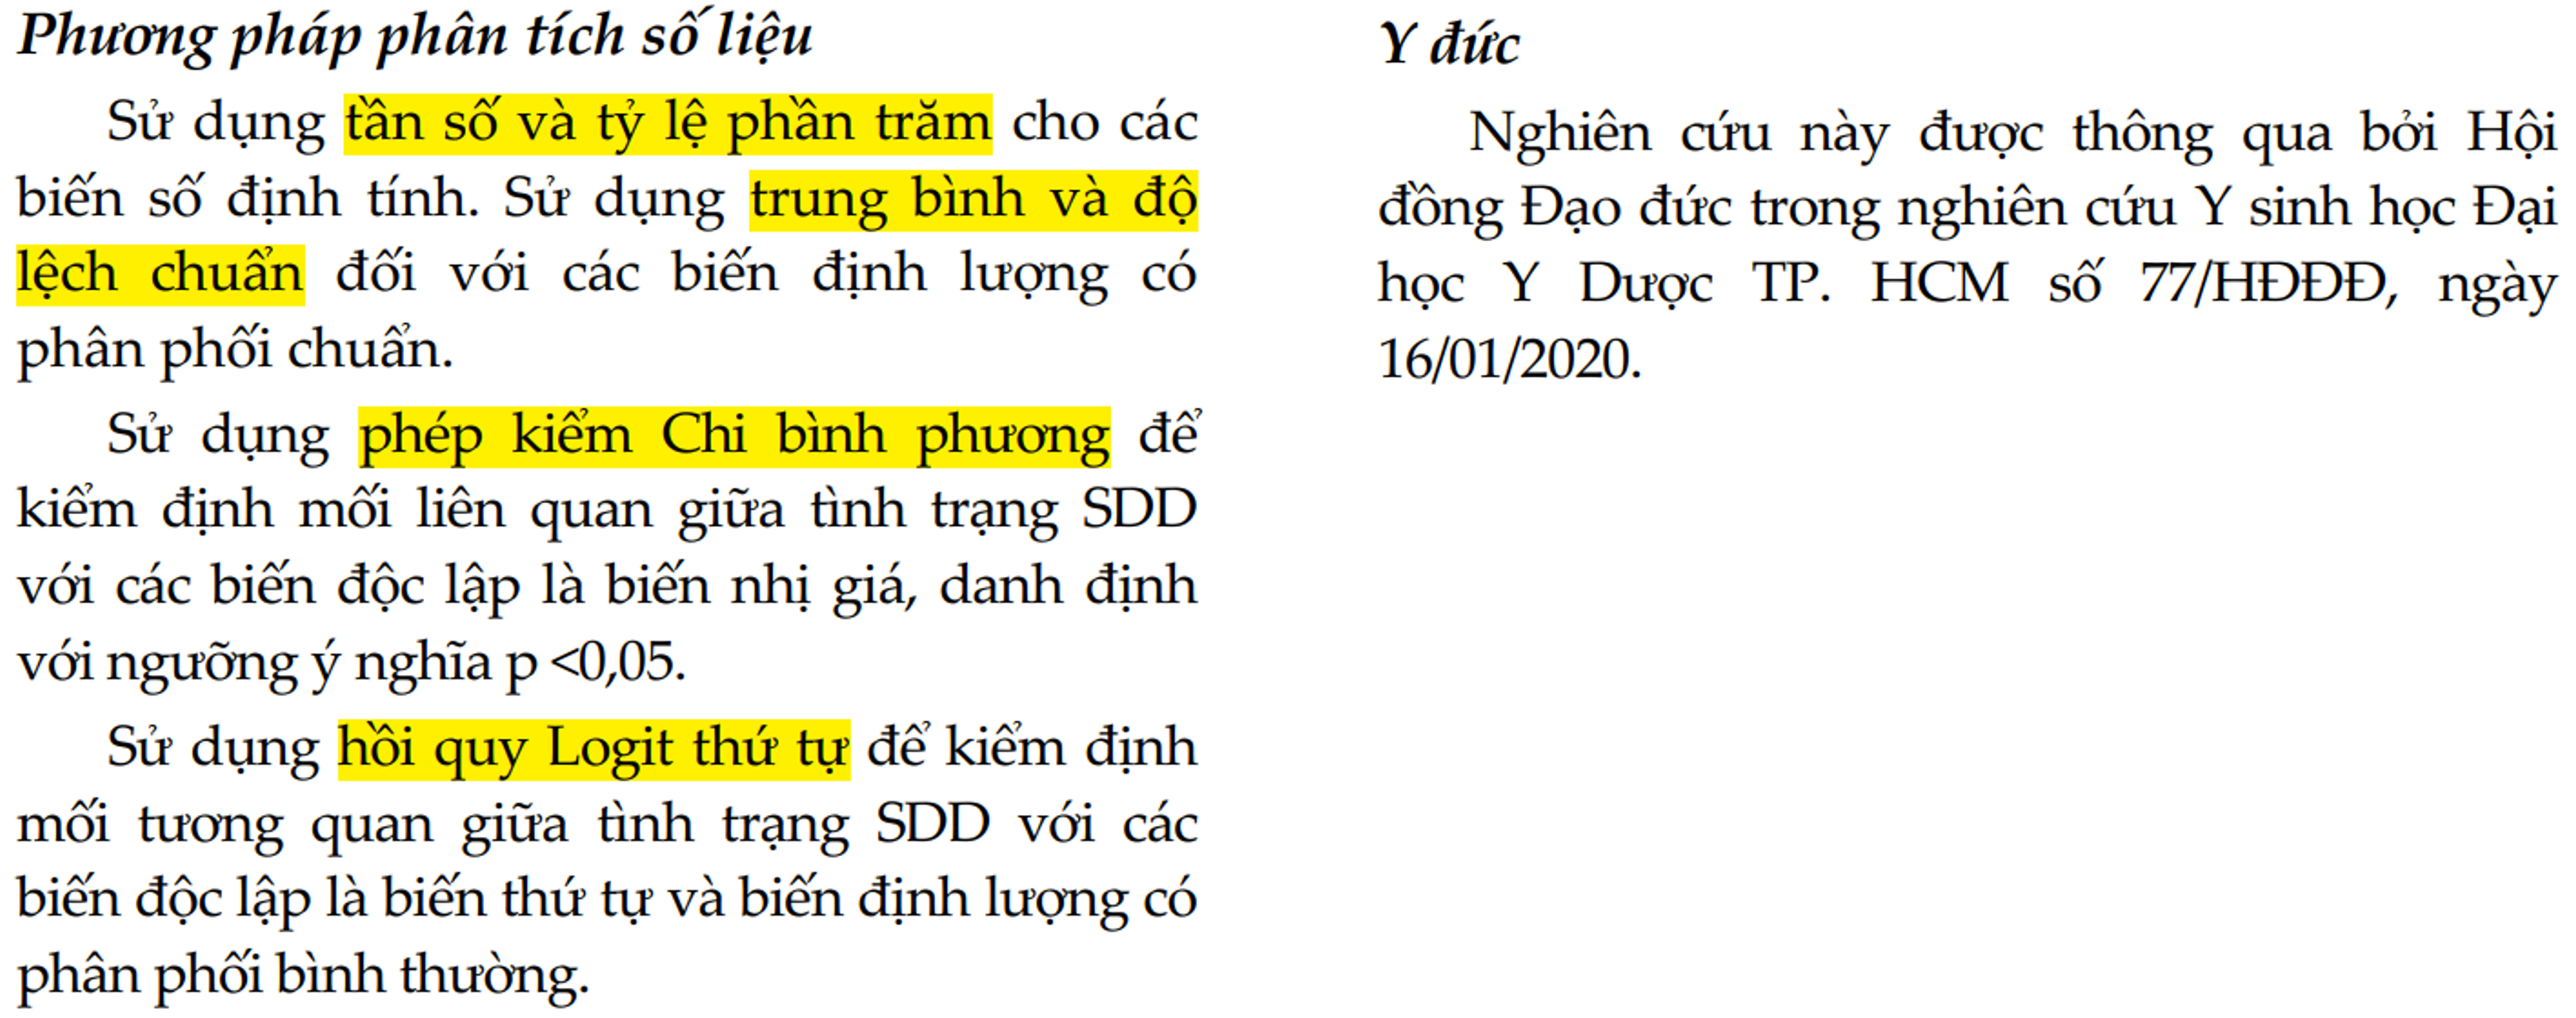 Phương pháp phân tích số liệu
Sử dụng tần số và tỷ lệ phần trăm cho các
biến số định tính. Sử dụng trung bình và độ
lệch chuẩn đối với các biến định lượng có
phân phối chuẩn.
Sử dụng phép kiểm Chi bình phương để
kiểm định mối liên quan giữa tình trạng SDD
với các biến độc lập là biến nhị giá, danh định
với ngưỡng ý nghĩa p <0,05.
Sử dụng hồi quy Logit thứ tự để kiểm định
mối tương quan giữa tình trạng SDD với các
biến độc lập là biến thứ tự và biến định lượng có
phân phối bình thường.
Y đức
Nghiên cứu này được thông qua bởi Hội
đồng Đạo đức trong nghiên cứu Y sinh học Đại
học Y Dược TP. HCM số 77/HĐĐĐ, ngày
16/01/2020.